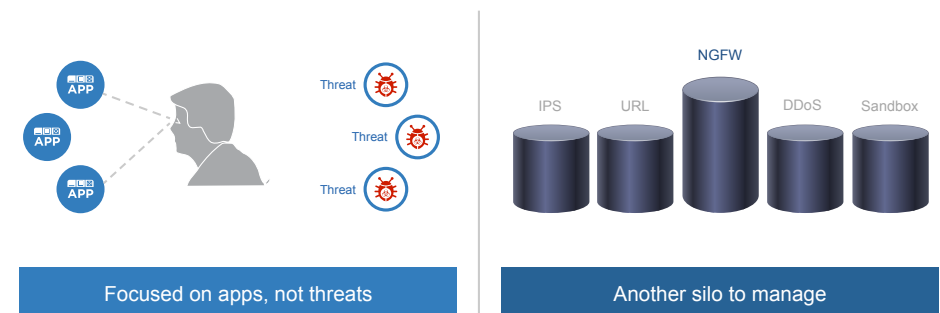 APP
Threat
APP
Threat
APP
Threat
Focused on apps, not threats
NGFW
IPS
URL
DDoS
Sandbox
Another silo to manage